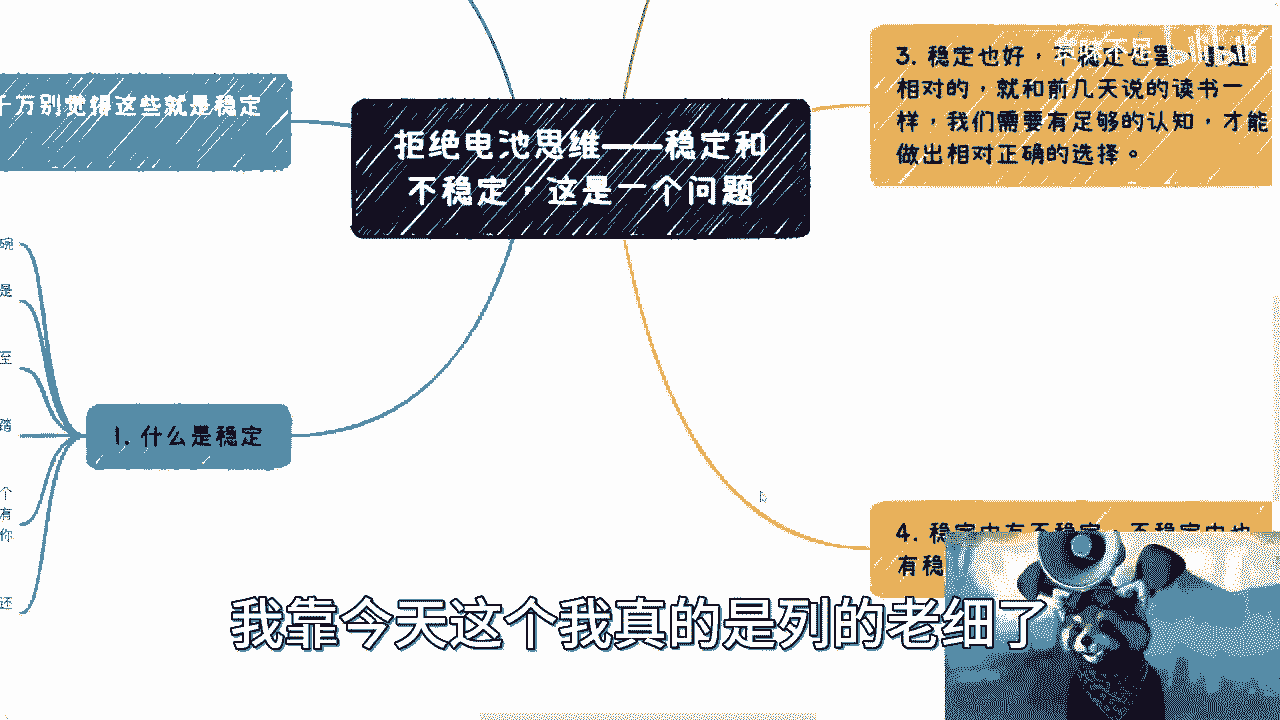 千万别觉得这些就是稳定
拒绝电池思维——稳定和
不稳定，这是一个问题
3. 稳定也好，不稳定也罢
相对的，就和前几天说的读书一
样，我们需要有足够的认知，才能
做出相对正确的选择。
碗
是
至
踏
个
有
你
还
1. 什么是稳定
4. 稳定中有不稳定，不稳定中也
有稳
我靠今天这个我真的是列的老细了